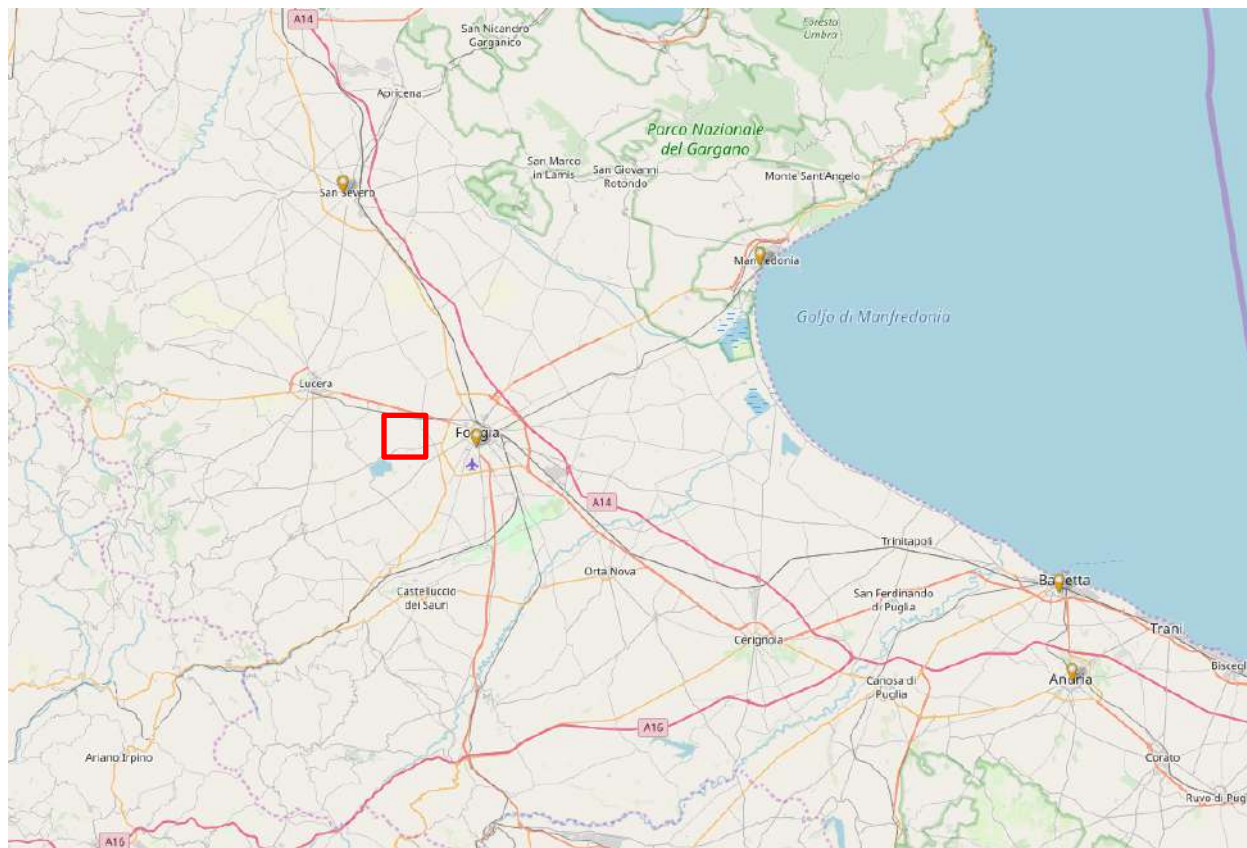 A14
San Nicandro
Garganico
Foresta
Umbra
Apricena
Parco Nazionale
del Gargano
San Marco
in Lamis
San Giovanni
Rotondo
Monte Sant'Angelo
San Severo
Manfredonia
Golfo di Manfredonia
Lucera
Foggia
A14
Trinitapoli
Orta Nova
Barletta
Castelluccio
dei Sauri
San Ferdinando
di Puglia
Trani
Cerignola
Biscegl
Canosa di
Puglia
Andria
A16
Ariano Irpino
Corato
Ruvo di Pugl
A16